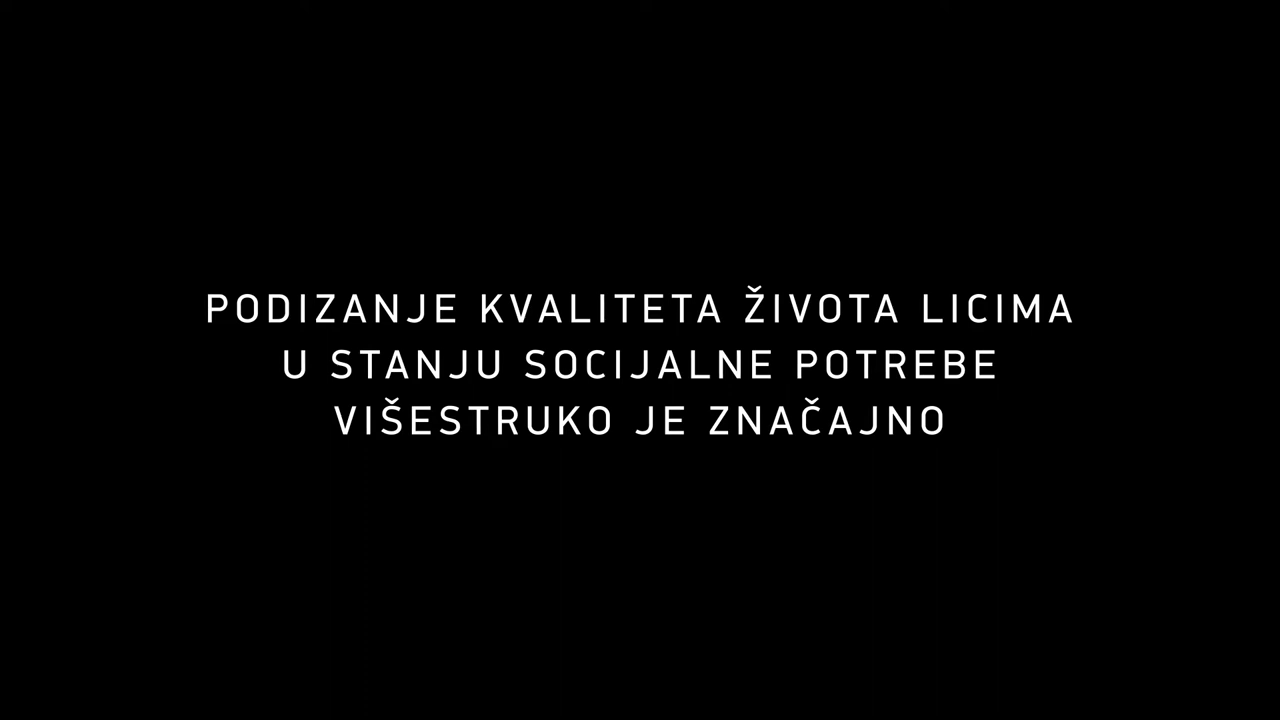 PODIZANJE KVALITETA ŽIVOTA LICIMA
U STANJU SOCIJALNE POTREBE
VIŠESTRUKO JE ZNAČAJNO